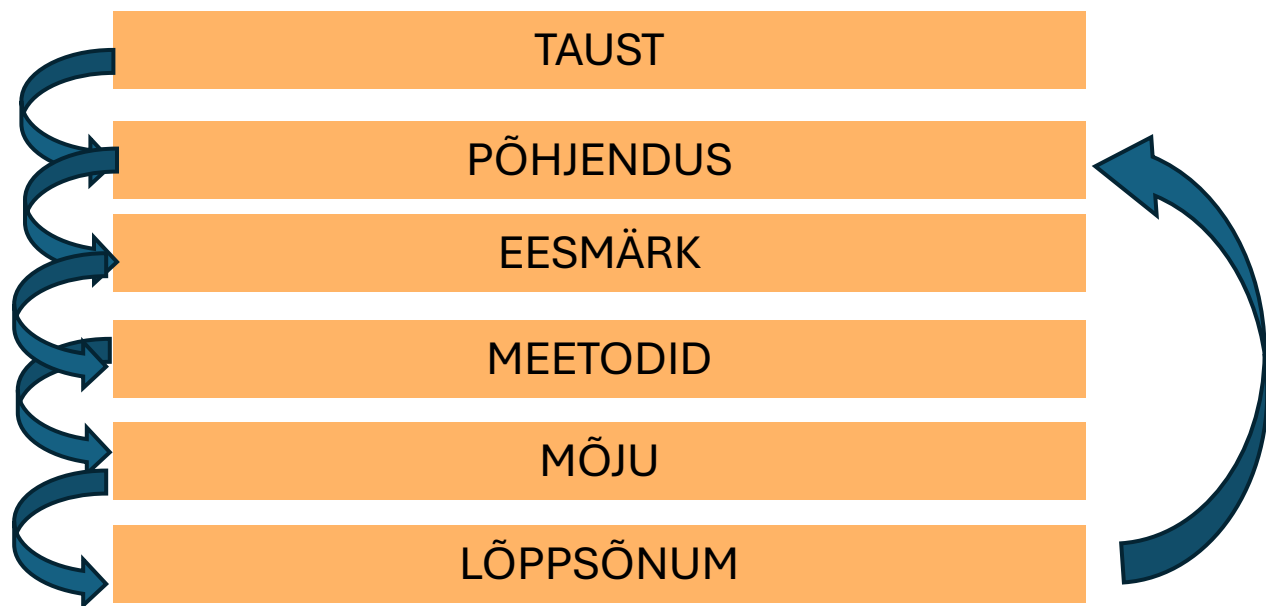 TAUST
PÕHJENDUS
EESMÄRK
MEETODID
MÕJU
LÕPPSÕNUM